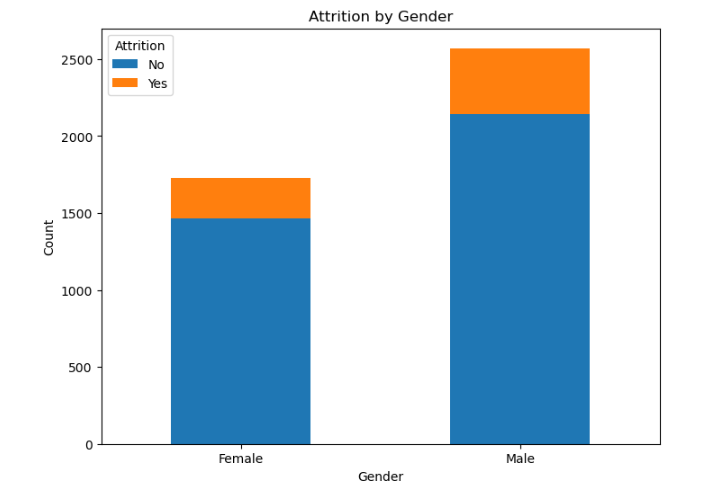 Attrition by Gender
Attrition
No
Yes
2500
2000
1500
1000
500
0
Count
Female Male
Gender